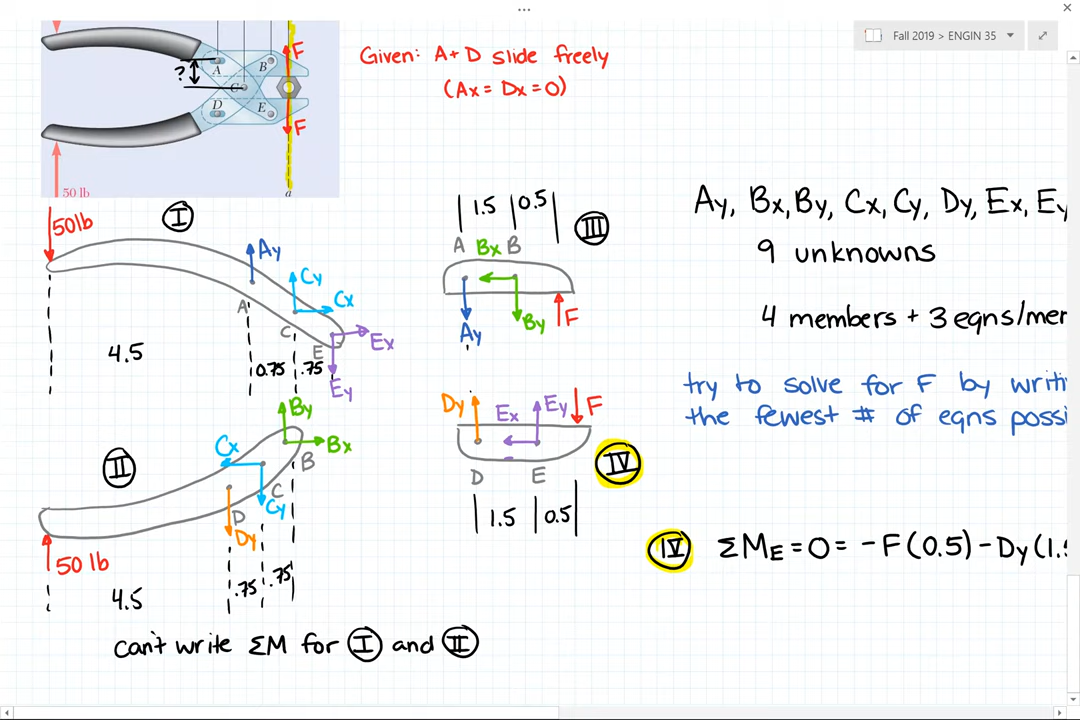 ...
Fall 2019 > ENGIN 35
Given: A+D slide freely
(Ax = Dx = 0)
F
A
B
?
C
D
E
F
50 lb
a
50lb
I
Ay
Cy
Cx
A
C
E
Ex
Ey
4.5
0.75
.75
1.5
0.5
III
A
Bx
B
Ay
By
F
Ay, Bx, By, Cx, Cy, Dy, Ex, Ey
9 unknowns
4 members + 3 eqns/mer
try to solve for F by writi
the fewest # of eqns possi
By
Bx
Cx
B
II
C
Cy
D
Dy
50 lb
4.5
.75
.75
Dy
Ex
Ey
F
IV
D
E
1.5
0.5
IV ΣME = 0 = -F(0.5) - Dy(1.5
can't write ΣM for I and II